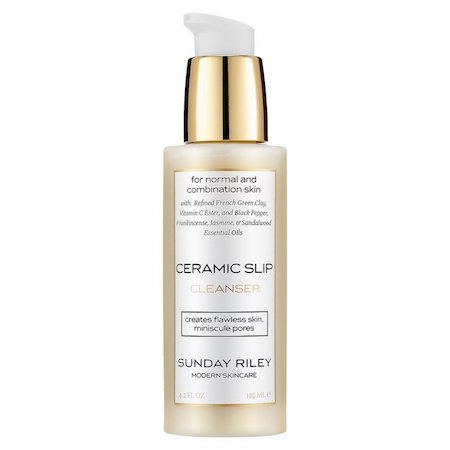 for normal and
combination skin
with: Refined French Green Clay,
Vitamin C Ester, and Black Pepper,
Frankincense, Jasmine, & Sandalwood
Essential Oils
CERAMIC SLIP
CLEANSER
creates flawless skin,
miniscule pores
SUNDAY RILEY
MODERN SKINCARE
4.2 FL OZ 125 ML e